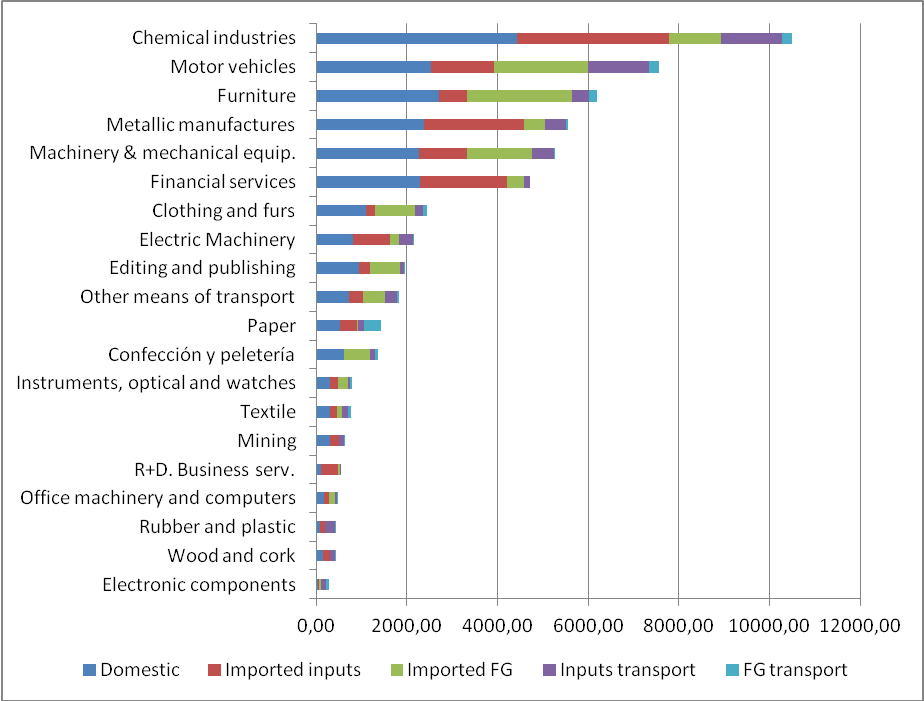 Chemical industries
Motor vehicles
Furniture
Metallic manufactures
Machinery & mechanical equip.
Financial services
Clothing and furs
Electric Machinery
Editing and publishing
Other means of transport
Paper
Confección y peletería
Instruments, optical and watches
Textile
Mining
R+D. Business serv.
Office machinery and computers
Rubber and plastic
Wood and cork
Electronic components
0,00 2000,00 4000,00 6000,00 8000,00 10000,00 12000,00
Domestic Imported inputs Imported FG Inputs transport FG transport